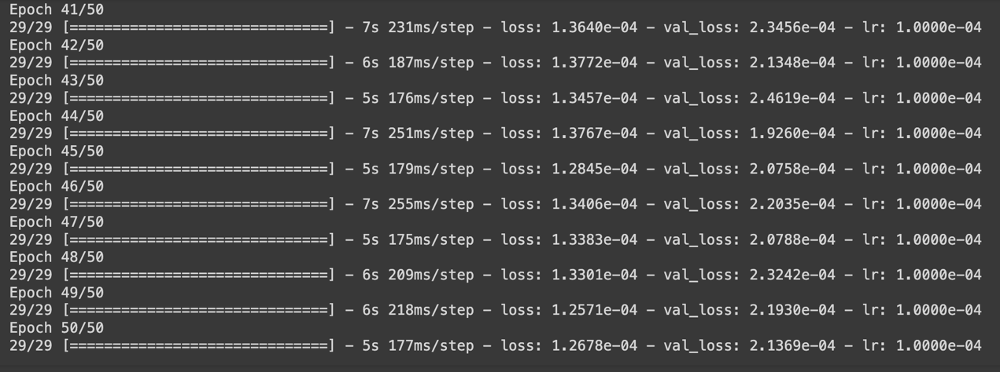 Epoch 41/50
29/29 [==============================] - 7s 231ms/step - loss: 1.3640e-04 - val_loss: 2.3456e-04 - lr: 1.0000e-04
Epoch 42/50
29/29 [==============================] - 6s 187ms/step - loss: 1.3772e-04 - val_loss: 2.1348e-04 - lr: 1.0000e-04
Epoch 43/50
29/29 [==============================] - 5s 176ms/step - loss: 1.3457e-04 - val_loss: 2.4619e-04 - lr: 1.0000e-04
Epoch 44/50
29/29 [==============================] - 7s 251ms/step - loss: 1.3767e-04 - val_loss: 1.9260e-04 - lr: 1.0000e-04
Epoch 45/50
29/29 [==============================] - 5s 179ms/step - loss: 1.2845e-04 - val_loss: 2.0758e-04 - lr: 1.0000e-04
Epoch 46/50
29/29 [==============================] - 7s 255ms/step - loss: 1.3406e-04 - val_loss: 2.2035e-04 - lr: 1.0000e-04
Epoch 47/50
29/29 [==============================] - 5s 175ms/step - loss: 1.3383e-04 - val_loss: 2.0788e-04 - lr: 1.0000e-04
Epoch 48/50
29/29 [==============================] - 6s 209ms/step - loss: 1.3301e-04 - val_loss: 2.3242e-04 - lr: 1.0000e-04
Epoch 49/50
29/29 [==============================] - 6s 218ms/step - loss: 1.2571e-04 - val_loss: 2.1930e-04 - lr: 1.0000e-04
Epoch 50/50
29/29 [==============================] - 5s 177ms/step - loss: 1.2678e-04 - val_loss: 2.1369e-04 - lr: 1.0000e-04